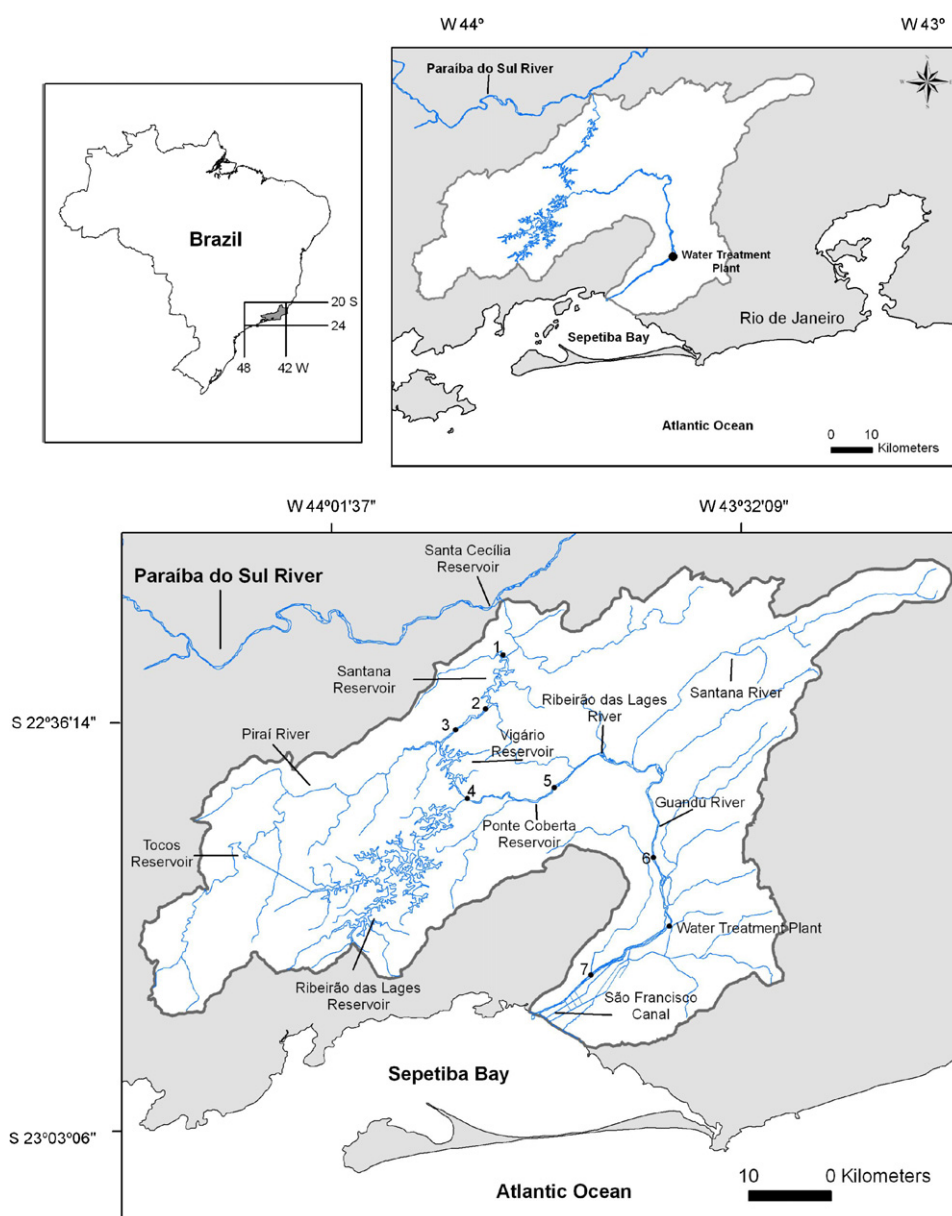 W 44º
W 43º
Paraíba do Sul River
Water Treatment
Plant
Rio de Janeiro
Sepetiba Bay
Atlantic Ocean
0 10
Kilometers
Brazil
20 S
24
48
42 W
W 44º01'37"
W 43º32'09"
Santa Cecília
Reservoir
Paraíba do Sul River
1
Santana
Reservoir
Santana River
Ribeirão das Lages
River
2
S 22º36'14"
3
Piraí River
Vigário
Reservoir
5
4
Guandu River
Ponte Coberta
Reservoir
Tocos
Reservoir
6
Water Treatment Plant
7
Ribeirão das Lages
Reservoir
São Francisco
Canal
Sepetiba Bay
S 23º03'06"
10 0 Kilometers
Atlantic Ocean